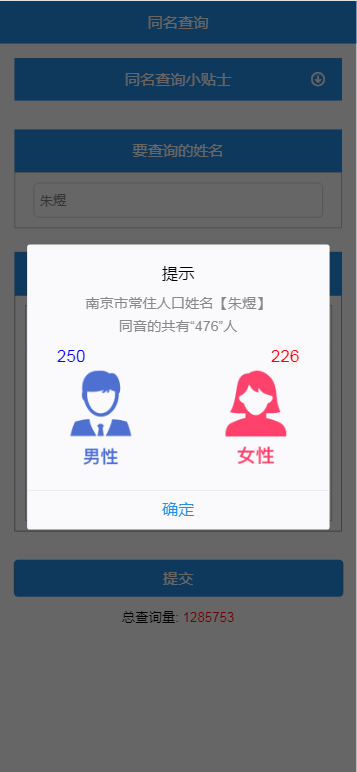 同名查询
同名查询小贴士
要查询的姓名
朱煜
提示
南京市常住人口姓名【朱煜】
同音的共有“476”人
250 226
男性 女性
确定
提交
总查询量: 1285753